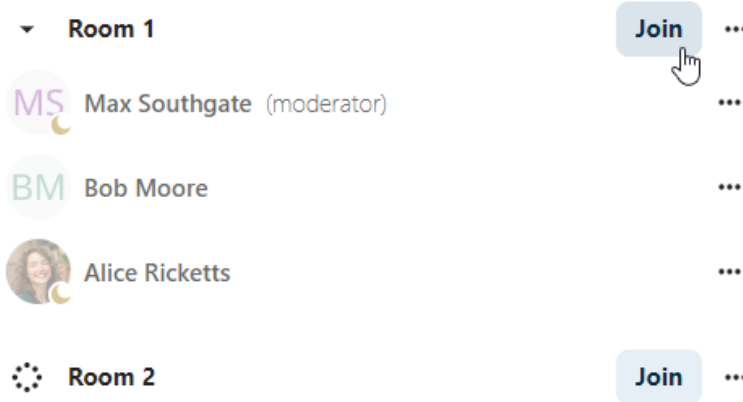 Room 1 Join
MS Max Southgate (moderator)
BM Bob Moore
Alice Ricketts
Room 2 Join